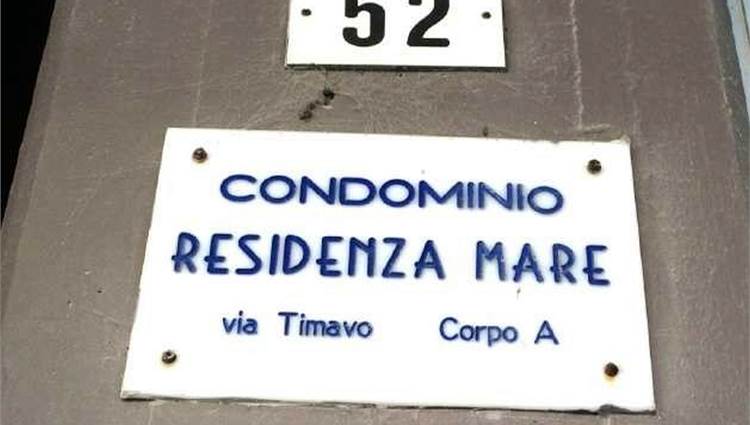 52
CONDOMINIO
RESIDENZA MARE
via Timavo Corpo A